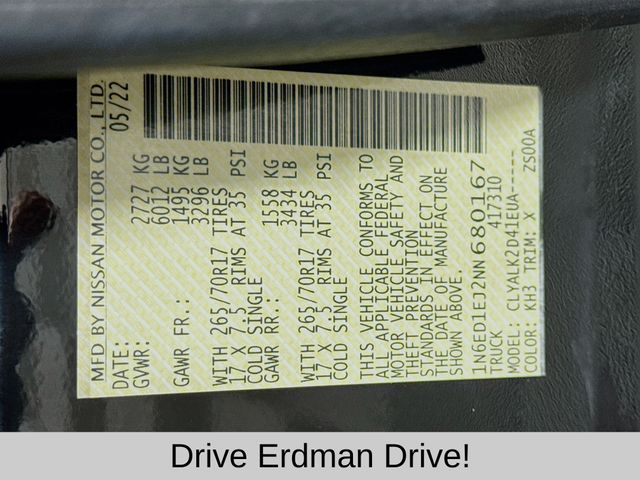 MFD BY NISSAN MOTOR CO., LTD.
DATE: 05/22
GVWR: 2727 KG
6012 LB
GAWR FR.: 1495 KG
3296 LB
WITH 265/70R17 TIRES
17 X 7.5 RIMS AT 35 PSI
COLD SINGLE
GAWR RR.: 1558 KG
3434 LB
WITH 265/70R17 TIRES
17 X 7.5 RIMS AT 35 PSI
COLD SINGLE
THIS VEHICLE CONFORMS TO
ALL APPLICABLE FEDERAL
MOTOR VEHICLE SAFETY AND
THEFT PREVENTION
STANDARDS IN EFFECT ON
THE DATE OF MANUFACTURE
SHOWN ABOVE.
1N6ED1EJ2NN680167
TRUCK 417310
MODEL: CLYAKK2D41EUA-----
COLOR: KH3 TRIM: X ZS00A
Drive Erdman Drive!